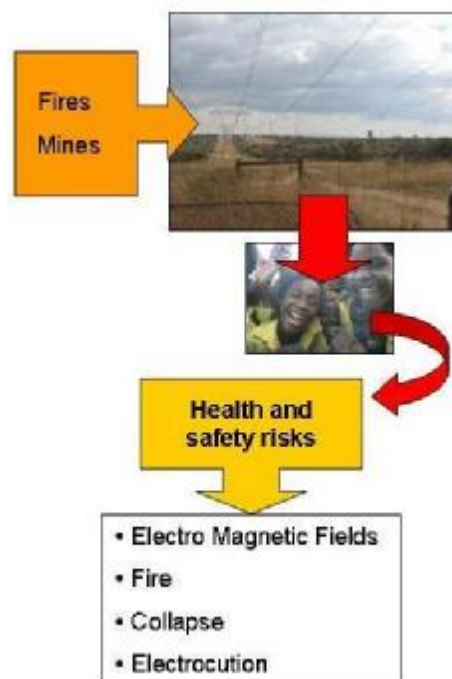 Fires
Mines
Health and
safety risks
• Electro Magnetic Fields
• Fire
• Collapse
• Electrocution